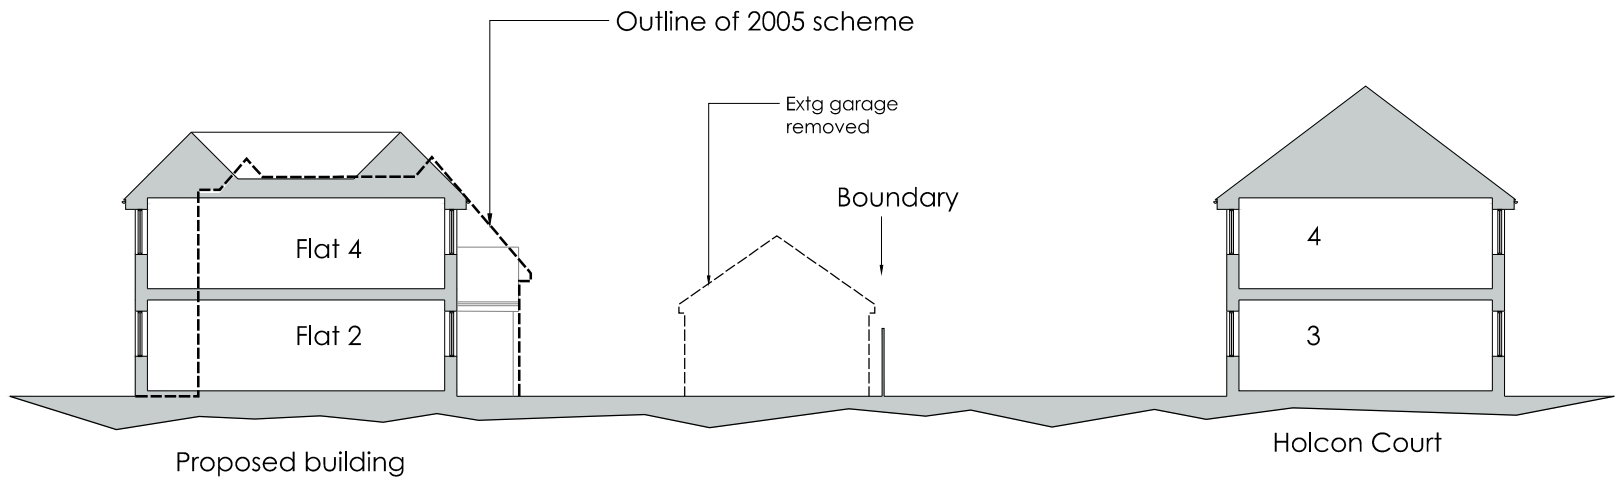 Outline of 2005 scheme
Extg garage
removed
Boundary
Flat 4
4
Flat 2
3
Proposed building
Holcon Court